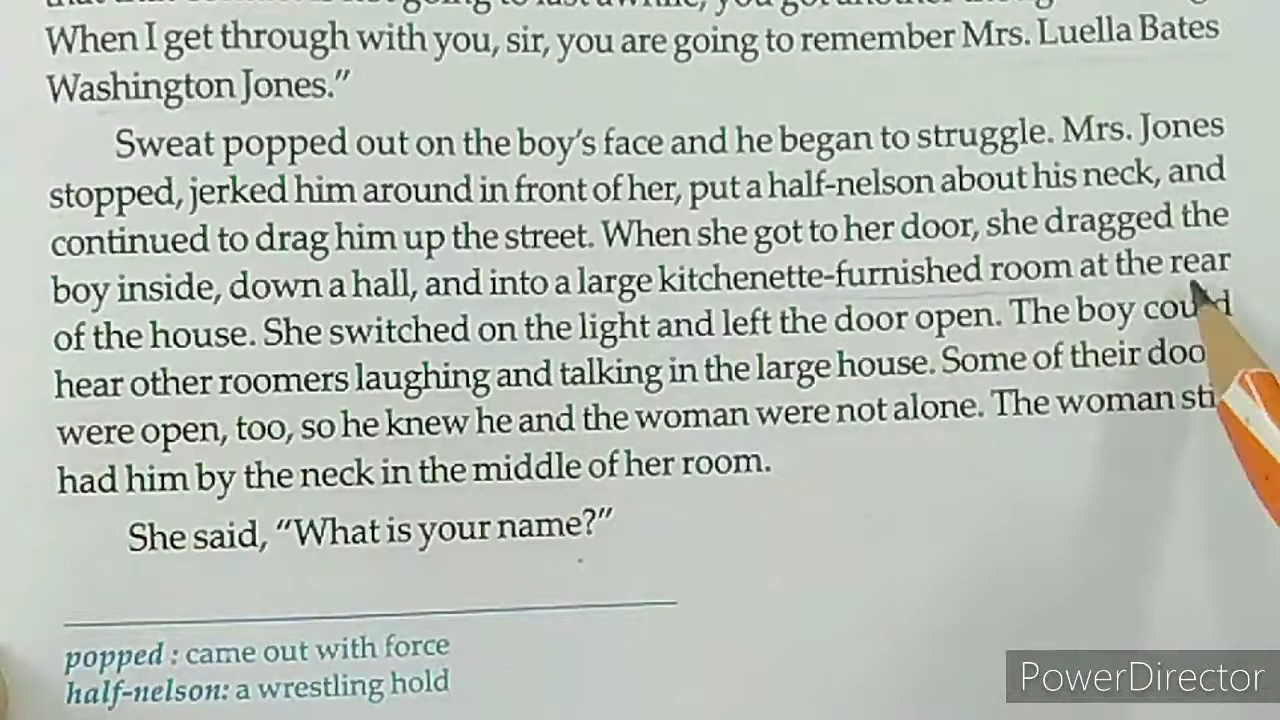 When I get through with you, sir, you are going to remember Mrs. Luella Bates
Washington Jones."
Sweat popped out on the boy's face and he began to struggle. Mrs. Jones
stopped, jerked him around in front of her, put a half-nelson about his neck, and
continued to drag him up the street. When she got to her door, she dragged the
boy inside, down a hall, and into a large kitchenette-furnished room at the rear
of the house. She switched on the light and left the door open. The boy could
hear other roomers laughing and talking in the large house. Some of their doo
were open, too, so he knew he and the woman were not alone. The woman sti
had him by the neck in the middle of her room.
She said, "What is your name?"
popped : came out with force
half-nelson: a wrestling hold
PowerDirector